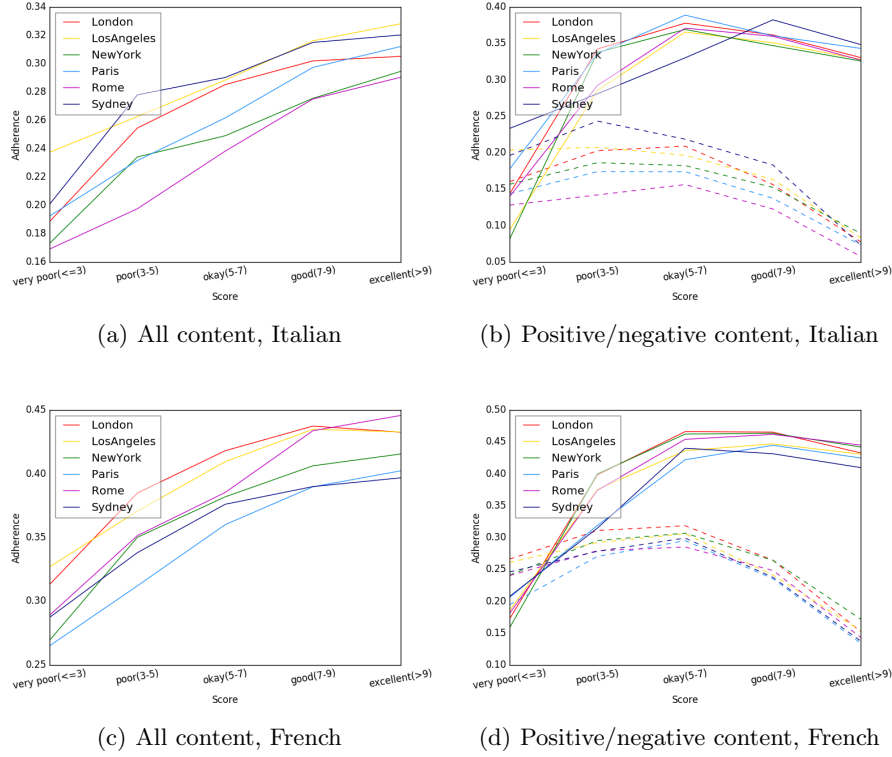 0.34
0.32
0.30
0.28
0.26
0.24
0.22
0.20
0.18
0.16
Adherence
London
LosAngeles
NewYork
Paris
Rome
Sydney
very poor(<=3) poor(3-5) okay(5-7) good(7-9) excellent(>9)
Score
(a) All content, Italian
0.40
0.35
0.30
0.25
0.20
0.15
0.10
0.05
Adherence
London
LosAngeles
NewYork
Paris
Rome
Sydney
very poor(<=3) poor(3-5) okay(5-7) good(7-9) excellent(>9)
Score
(b) Positive/negative content, Italian
0.45
0.40
0.35
0.30
0.25
Adherence
London
LosAngeles
NewYork
Paris
Rome
Sydney
very poor(<=3) poor(3-5) okay(5-7) good(7-9) excellent(>9)
Score
(c) All content, French
0.50
0.45
0.40
0.35
0.30
0.25
0.20
0.15
0.10
Adherence
London
LosAngeles
NewYork
Paris
Rome
Sydney
very poor(<=3) poor(3-5) okay(5-7) good(7-9) excellent(>9)
Score
(d) Positive/negative content, French